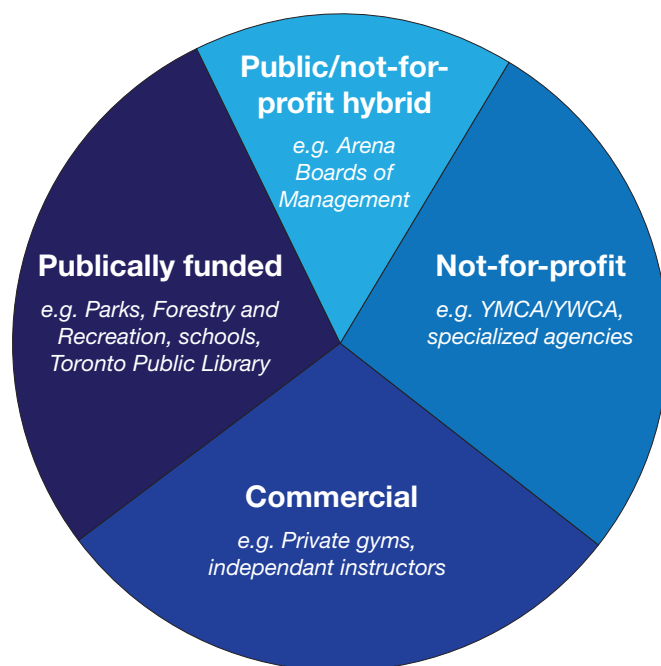 Public/not-for-
profit hybrid
e.g. Arena
Boards of
Management
Publically funded
e.g. Parks, Forestry and
Recreation, schools,
Toronto Public Library
Not-for-profit
e.g. YMCA/YWCA,
specialized agencies
Commercial
e.g. Private gyms,
independant instructors